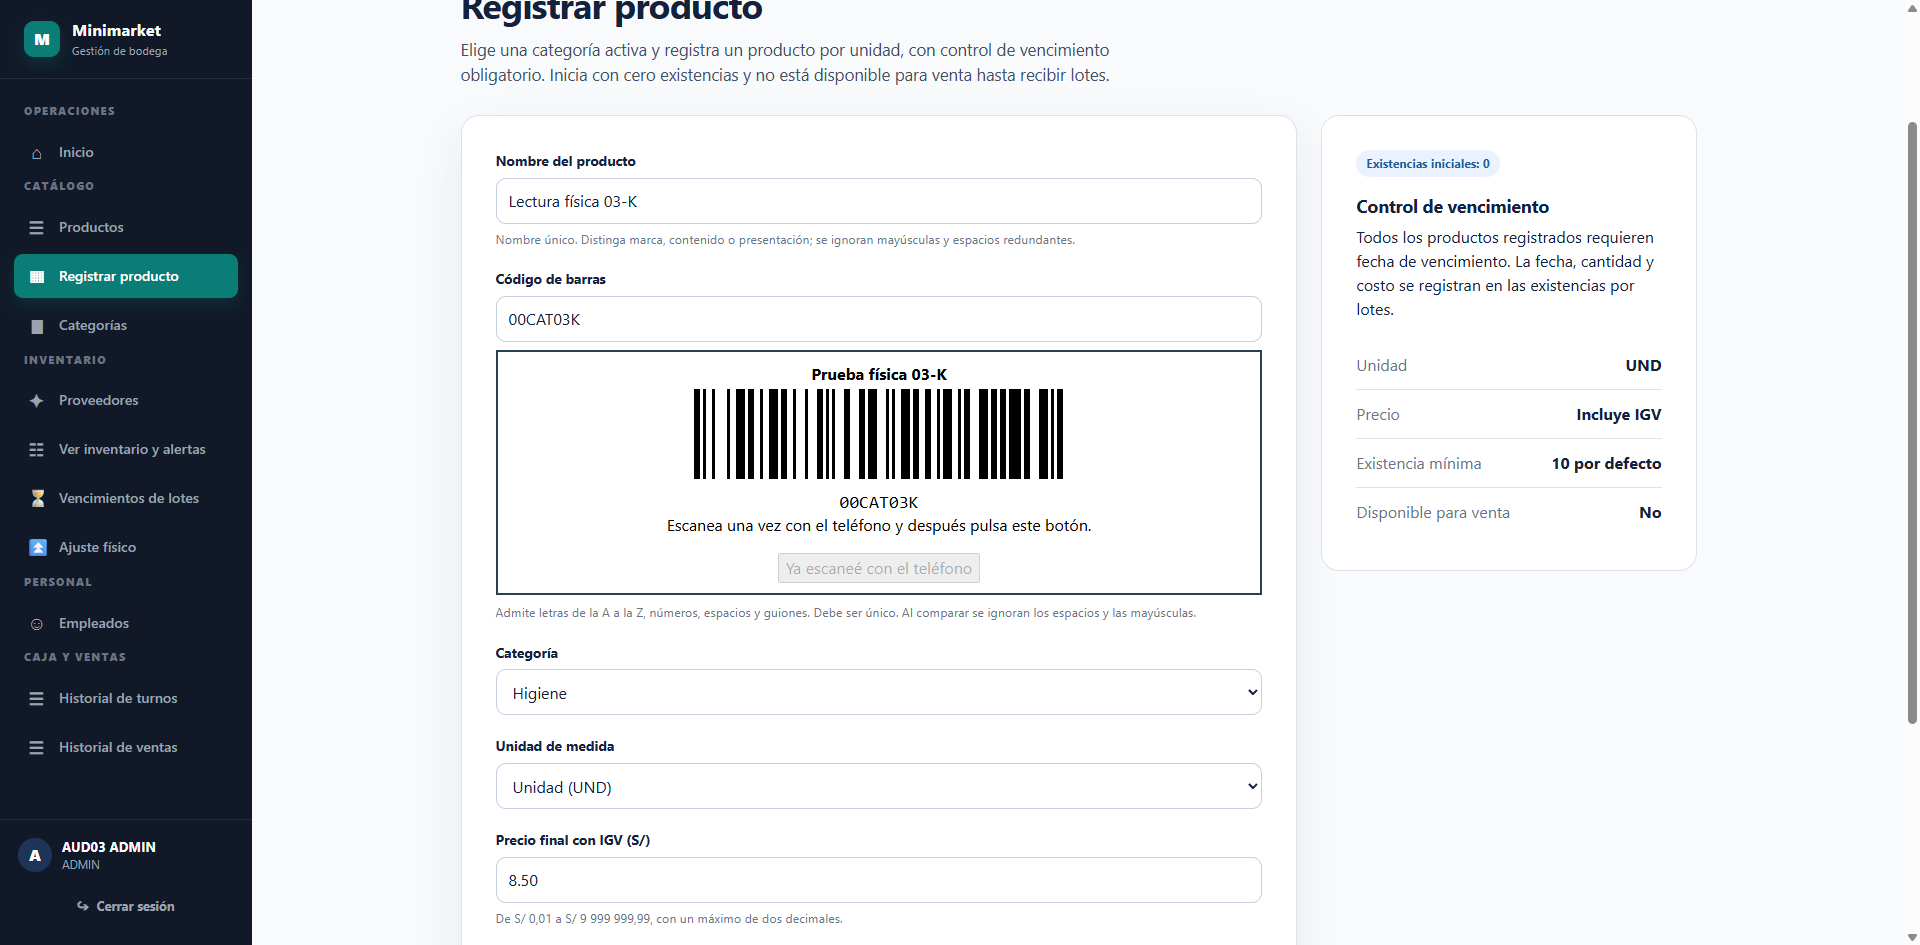 M
Minimarket
Gestión de bodega
OPERACIONES
Inicio
CATÁLOGO
Productos
Registrar producto
Categorías
INVENTARIO
Proveedores
Ver inventario y alertas
Vencimientos de lotes
Ajuste físico
PERSONAL
Empleados
CAJA Y VENTAS
Historial de turnos
Historial de ventas
A
AUD03 ADMIN
ADMIN
Cerrar sesión
Registrar producto
Elige una categoría activa y registra un producto por unidad, con control de vencimiento
obligatorio. Inicia con cero existencias y no está disponible para venta hasta recibir lotes.
Nombre del producto
Lectura física 03-K
Nombre único. Distinga marca, contenido o presentación; se ignoran mayúsculas y espacios redundantes.
Código de barras
00CAT03K
Prueba física 03-K
00CAT03K
Escanea una vez con el teléfono y después pulsa este botón.
Ya escaneé con el teléfono
Admite letras de la A a la Z, números, espacios y guiones. Debe ser único. Al comparar se ignoran los espacios y las mayúsculas.
Categoría
Higiene
Unidad de medida
Unidad (UND)
Precio final con IGV (S/)
8.50
De S/ 0,01 a S/ 9 999 999,99, con un máximo de dos decimales.
Existencias iniciales: 0
Control de vencimiento
Todos los productos registrados requieren
fecha de vencimiento. La fecha, cantidad y
costo se registran en las existencias por
lotes.
Unidad UND
Precio Incluye IGV
Existencia mínima 10 por defecto
Disponible para venta No